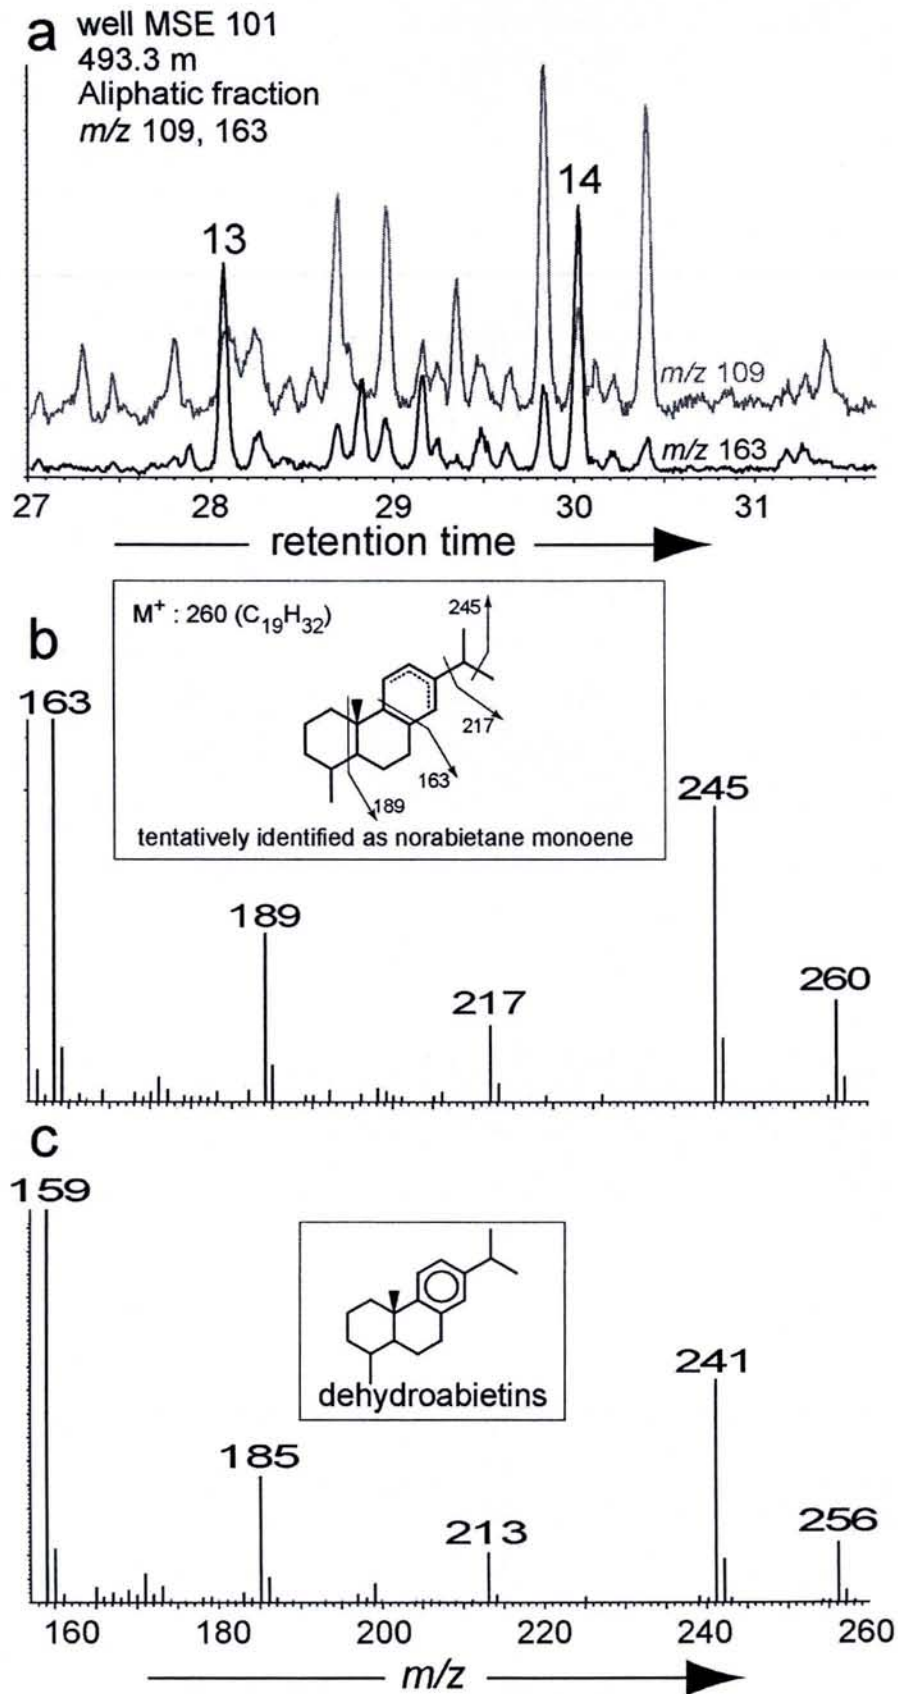 a
well MSE 101
493.3 m
Aliphatic fraction
m/z 109, 163
13
14
m/z 109
m/z 163
27 28 29 30 31
retention time
b
M+ : 260 (C19H32)
245
217
163
189
tentatively identified as norabietane monoene
163
189
217
245
260
c
159
185
213
241
256
dehydroabietins
160 180 200 220 240 260
m/z